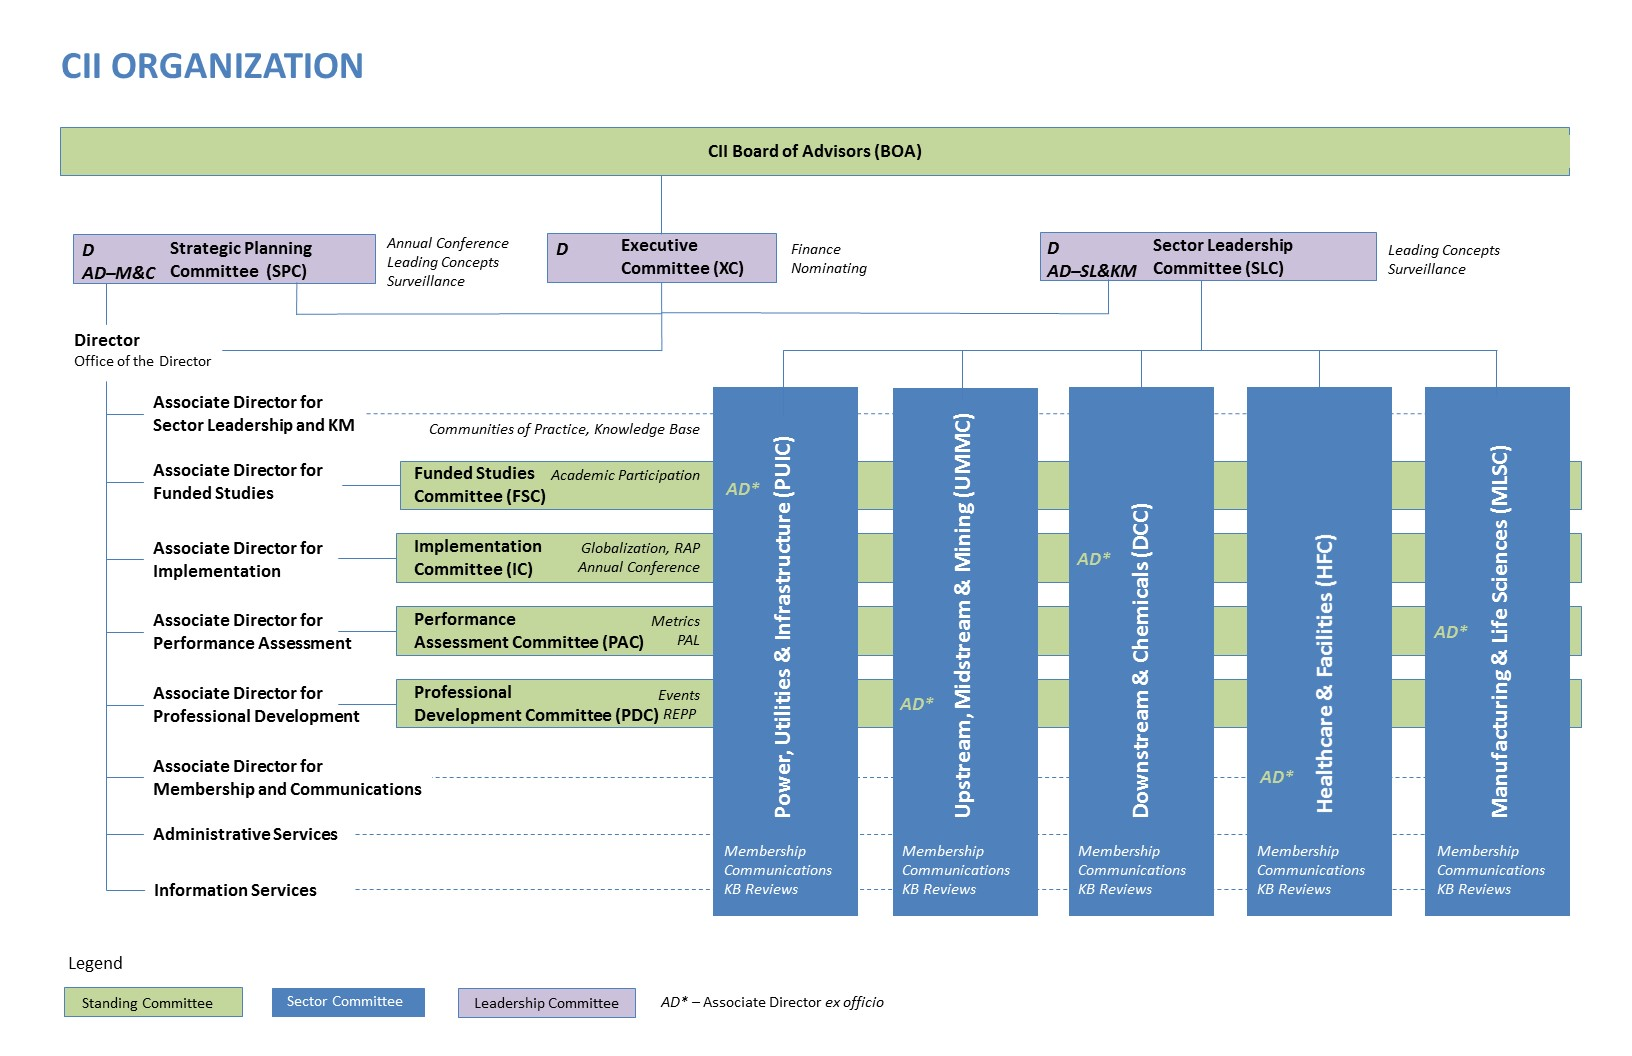 CII ORGANIZATION
CII Board of Advisors (BOA)
D
AD–M&C
Strategic Planning
Committee (SPC)
Annual Conference
Leading Concepts
Surveillance
D
Executive
Committee (XC)
Finance
Nominating
D
AD–SL&KM
Sector Leadership
Committee (SLC)
Leading Concepts
Surveillance
Director
Office of the Director
Associate Director for
Sector Leadership and KM
Communities of Practice, Knowledge Base
Associate Director for
Funded Studies
Funded Studies
Committee (FSC)
Academic Participation
Associate Director for
Implementation
Implementation
Committee (IC)
Globalization, RAP
Annual Conference
Associate Director for
Performance Assessment
Performance
Assessment Committee (PAC)
Metrics
PAL
Associate Director for
Professional Development
Professional
Development Committee (PDC)
Events
REPP
Associate Director for
Membership and Communications
Administrative Services
Information Services
AD*
Power, Utilities & Infrastructure (PUIC)
Membership
Communications
KB Reviews
AD*
Upstream, Midstream & Mining (UMMC)
Membership
Communications
KB Reviews
AD*
Downstream & Chemicals (DCC)
Membership
Communications
KB Reviews
AD*
Healthcare & Facilities (HFC)
Membership
Communications
KB Reviews
AD*
Manufacturing & Life Sciences (MLSC)
Membership
Communications
KB Reviews
Legend
Standing Committee
Sector Committee
Leadership Committee
AD* – Associate Director ex officio